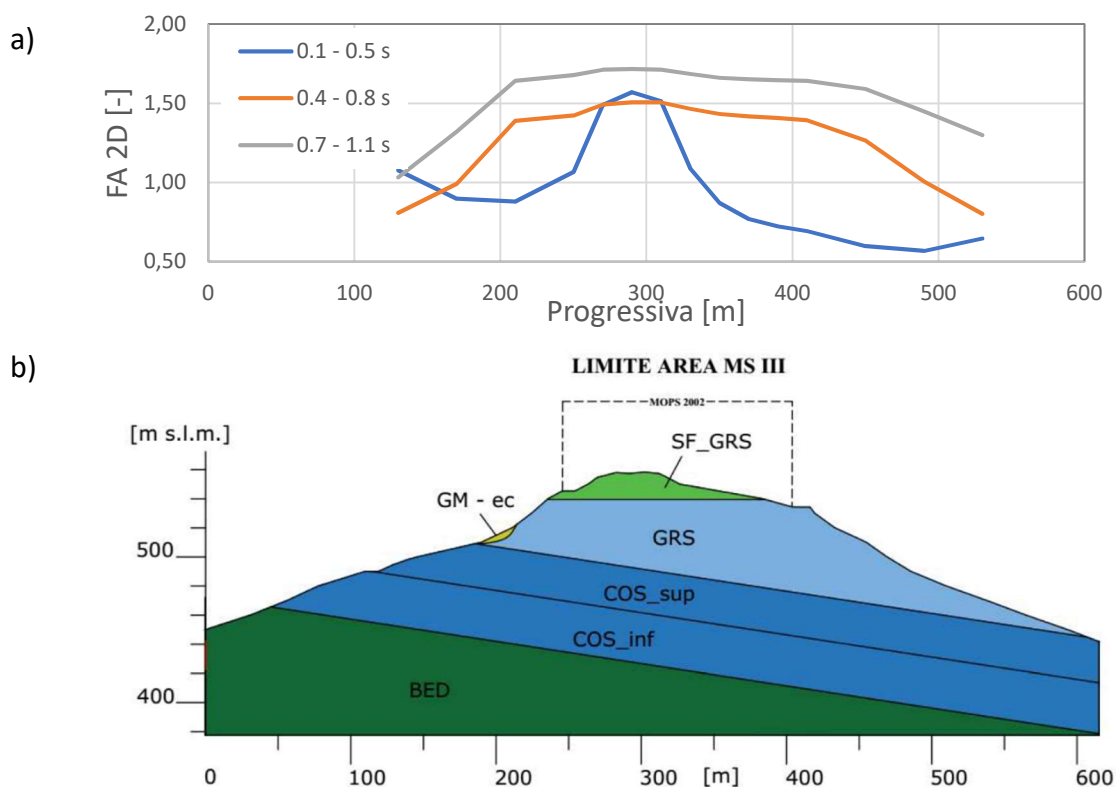 a)
2,00
1,50
1,00
0,50
FA 2D [-]
0.1 - 0.5 s
0.4 - 0.8 s
0.7 - 1.1 s
0 100 200 300 400 500 600
Progressiva [m]
b)
LIMITE AREA MS III
MOPS 2002
[m s.l.m.]
SF_GRS
GM - ec
500
GRS
COS_sup
COS_inf
BED
400
0 100 200 300 [m] 400 500 600